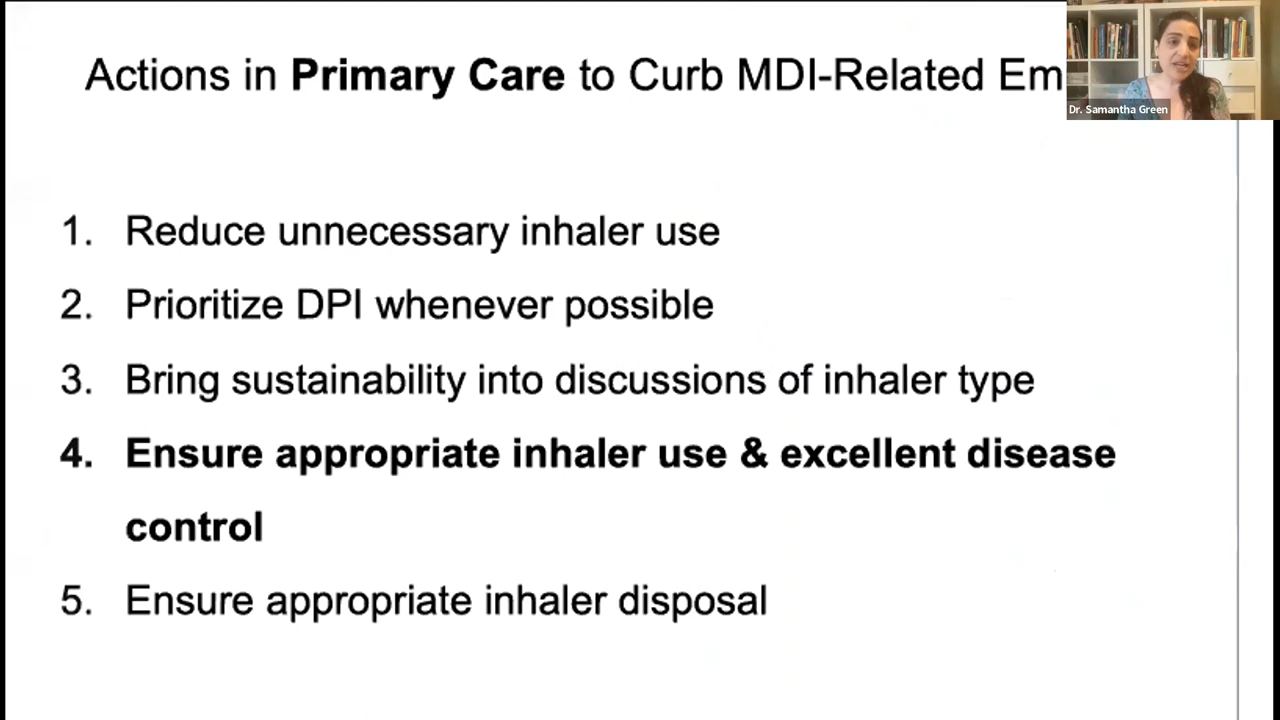 Actions in Primary Care to Curb MDI-Related Em
Dr. Samantha Green
1. Reduce unnecessary inhaler use
2. Prioritize DPI whenever possible
3. Bring sustainability into discussions of inhaler type
4. Ensure appropriate inhaler use & excellent disease
control
5. Ensure appropriate inhaler disposal